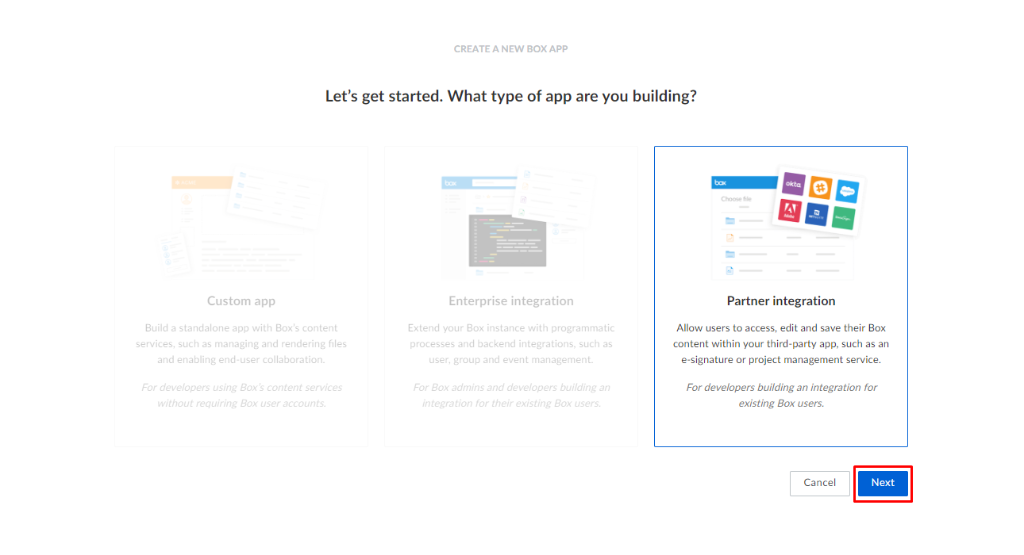 CREATE A NEW BOX APP
Let's get started. What type of app are you building?
box
box
okta
Choose file
Adobe
Custom app
Build a standalone app with Box's content
services, such as managing and rendering files
and enabling end-user collaboration.
For developers using Box's content services
without requiring Box user accounts.
Enterprise integration
Extend your Box instance with programmatic
processes and backend integrations, such as
user, group and event management.
For Box admins and developers building an
integration for their existing Box users.
Partner integration
Allow users to access, edit and save their Box
content within your third-party app, such as an
e-signature or project management service.
For developers building an integration for
existing Box users.
Cancel
Next